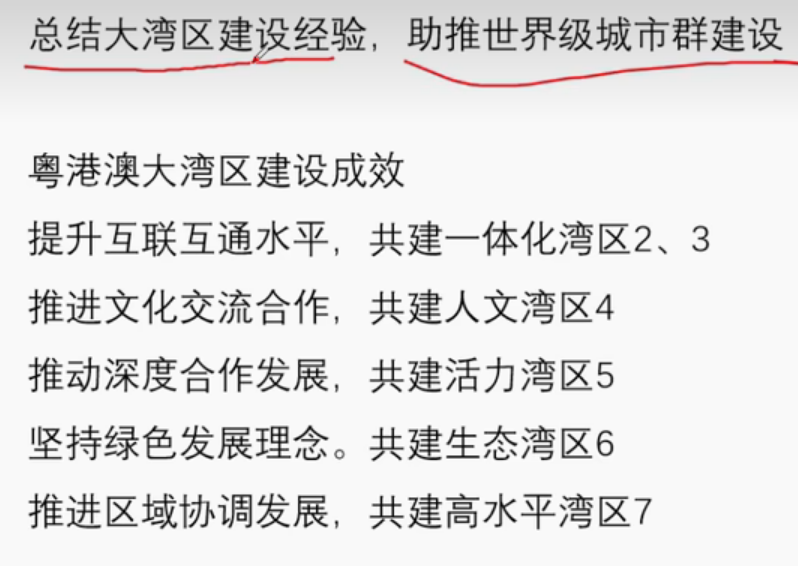 总结大湾区建设经验，助推世界级城市群建设
粤港澳大湾区建设成效
提升互联互通水平，共建一体化湾区2、3
推进文化交流合作，共建人文湾区4
推动深度合作发展，共建活力湾区5
坚持绿色发展理念。共建生态湾区6
推进区域协调发展，共建高水平湾区7